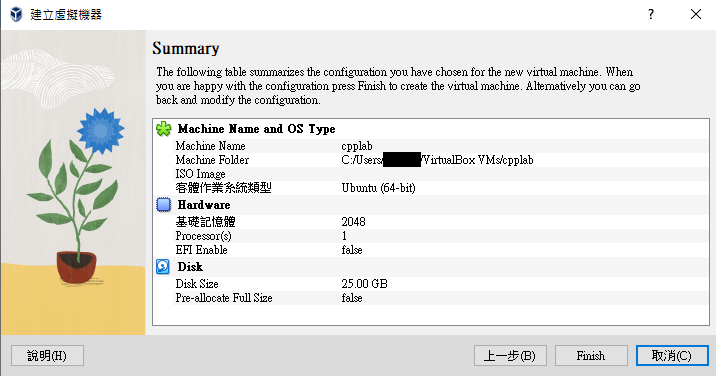 建立虛擬機器
Summary
The following table summarizes the configuration you have chosen for the new virtual machine. When
you are happy with the configuration press Finish to create the virtual machine. Alternatively you can go
back and modify the configuration.
Machine Name and OS Type
Machine Name cpplab
Machine Folder C:/Users/ /VirtualBox VMs/cpplab
ISO Image
客體作業系統類型 Ubuntu (64-bit)
Hardware
基礎記憶體 2048
Processor(s) 1
EFI Enable false
Disk
Disk Size 25.00 GB
Pre-allocate Full Size false
說明(H) 上一步(B) Finish 取消(C)